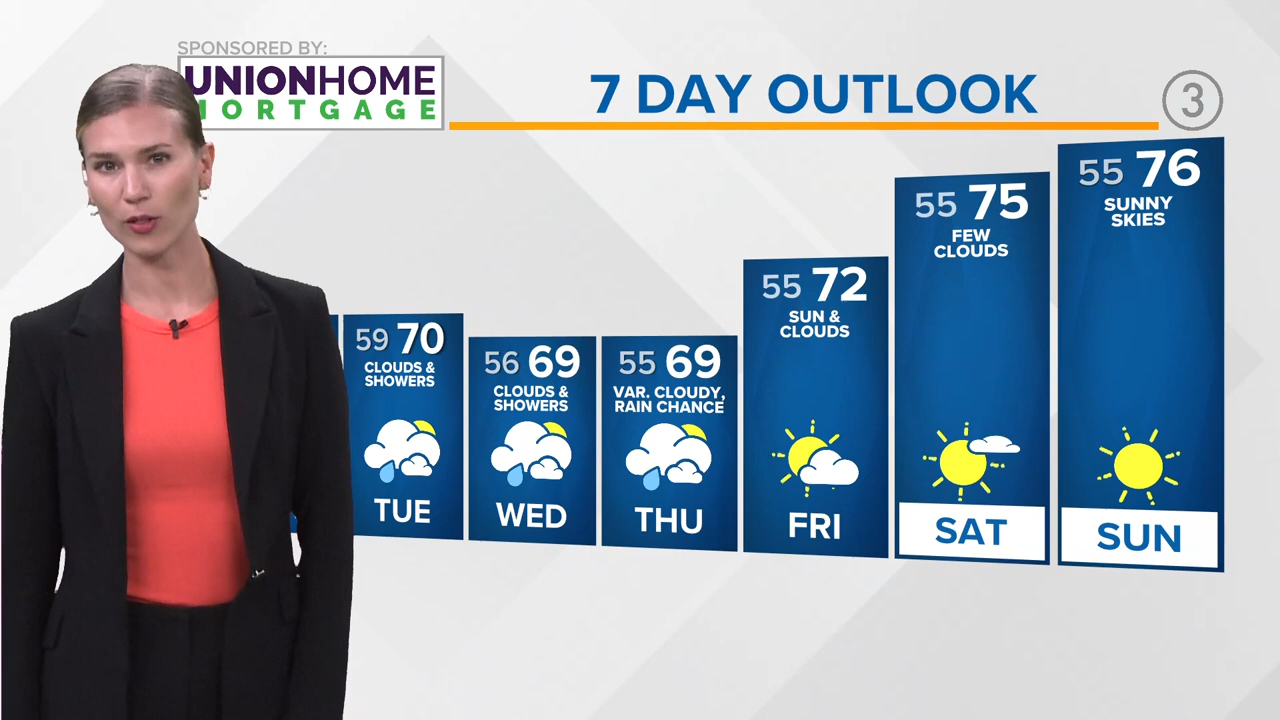 SPONSORED BY:
UNIONHOME
MORTGAGE
7 DAY OUTLOOK
3
59 70
CLOUDS &
SHOWERS
TUE
56 69
CLOUDS &
SHOWERS
WED
55 69
VAR. CLOUDY,
RAIN CHANCE
THU
55 72
SUN &
CLOUDS
FRI
55 75
FEW
CLOUDS
SAT
55 76
SUNNY
SKIES
SUN